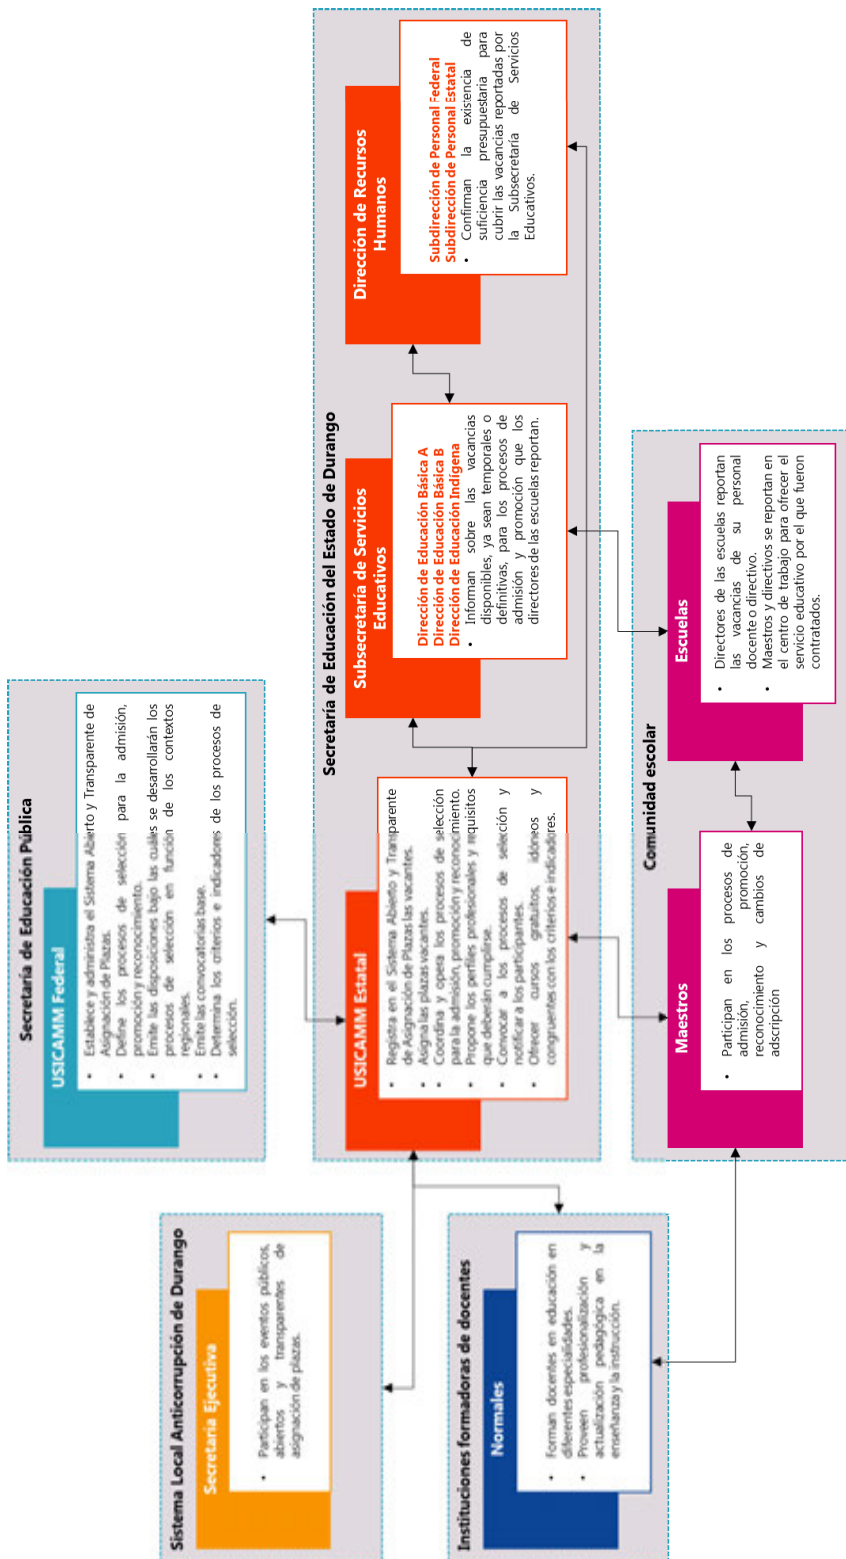 Secretaría de Educación Pública
USICAMM Federal
• Establece y administra el Sistema Abierto y Transparente de
Asignación de Plazas.
• Define los procesos de selección para la admisión,
promoción y reconocimiento.
• Emite las disposiciones bajo las cuáles se desarrollarán los
procesos de selección en función de los contextos
regionales.
• Emite las convocatorias base.
• Determina los criterios e indicadores de los procesos de
selección.
Sistema Local Anticorrupción de Durango
Secretaria Ejecutiva
• Participan en los eventos públicos,
abiertos y transparentes de
asignación de plazas.
Secretaría de Educación del Estado de Durango
USICAMM Estatal
• Registra en el Sistema Abierto y Transparente
de Asignación de Plazas las vacantes.
• Asigna las plazas vacantes.
• Coordina y opera los procesos de selección
para la admisión, promoción y reconocimiento.
• Propone los perfiles profesionales y requisitos
que deberán cumplirse.
• Convocar a los procesos de selección y
notificar a los participantes.
• Ofrecer cursos gratuitos, idóneos y
congruentes con los criterios e indicadores.
Subsecretaría de Servicios
Educativos
Dirección de Educación Básica A
Dirección de Educación Básica B
Dirección de Educación Indígena
• Informan sobre las vacancias
disponibles, ya sean temporales o
definitivas, para los procesos de
admisión y promoción que los
directores de las escuelas reportan.
Dirección de Recursos
Humanos
Subdirección de Personal Federal
Subdirección de Personal Estatal
• Confirman la existencia de
suficiencia presupuestaria para
cubrir las vacancias reportadas por
la Subsecretaría de Servicios
Educativos.
Instituciones formadoras de docentes
Normales
• Forman docentes en educación en
diferentes especialidades.
• Proveen profesionalización y
actualización pedagógica en la
enseñanza y la instrucción.
Comunidad escolar
Maestros
• Participan en los procesos de
admisión, promoción,
reconocimiento y cambios de
adscripción
Escuelas
• Directores de las escuelas reportan
las vacancias de su personal
docente o directivo.
• Maestros y directivos se reportan en
el centro de trabajo para ofrecer el
servicio educativo por el que fueron
contratados.